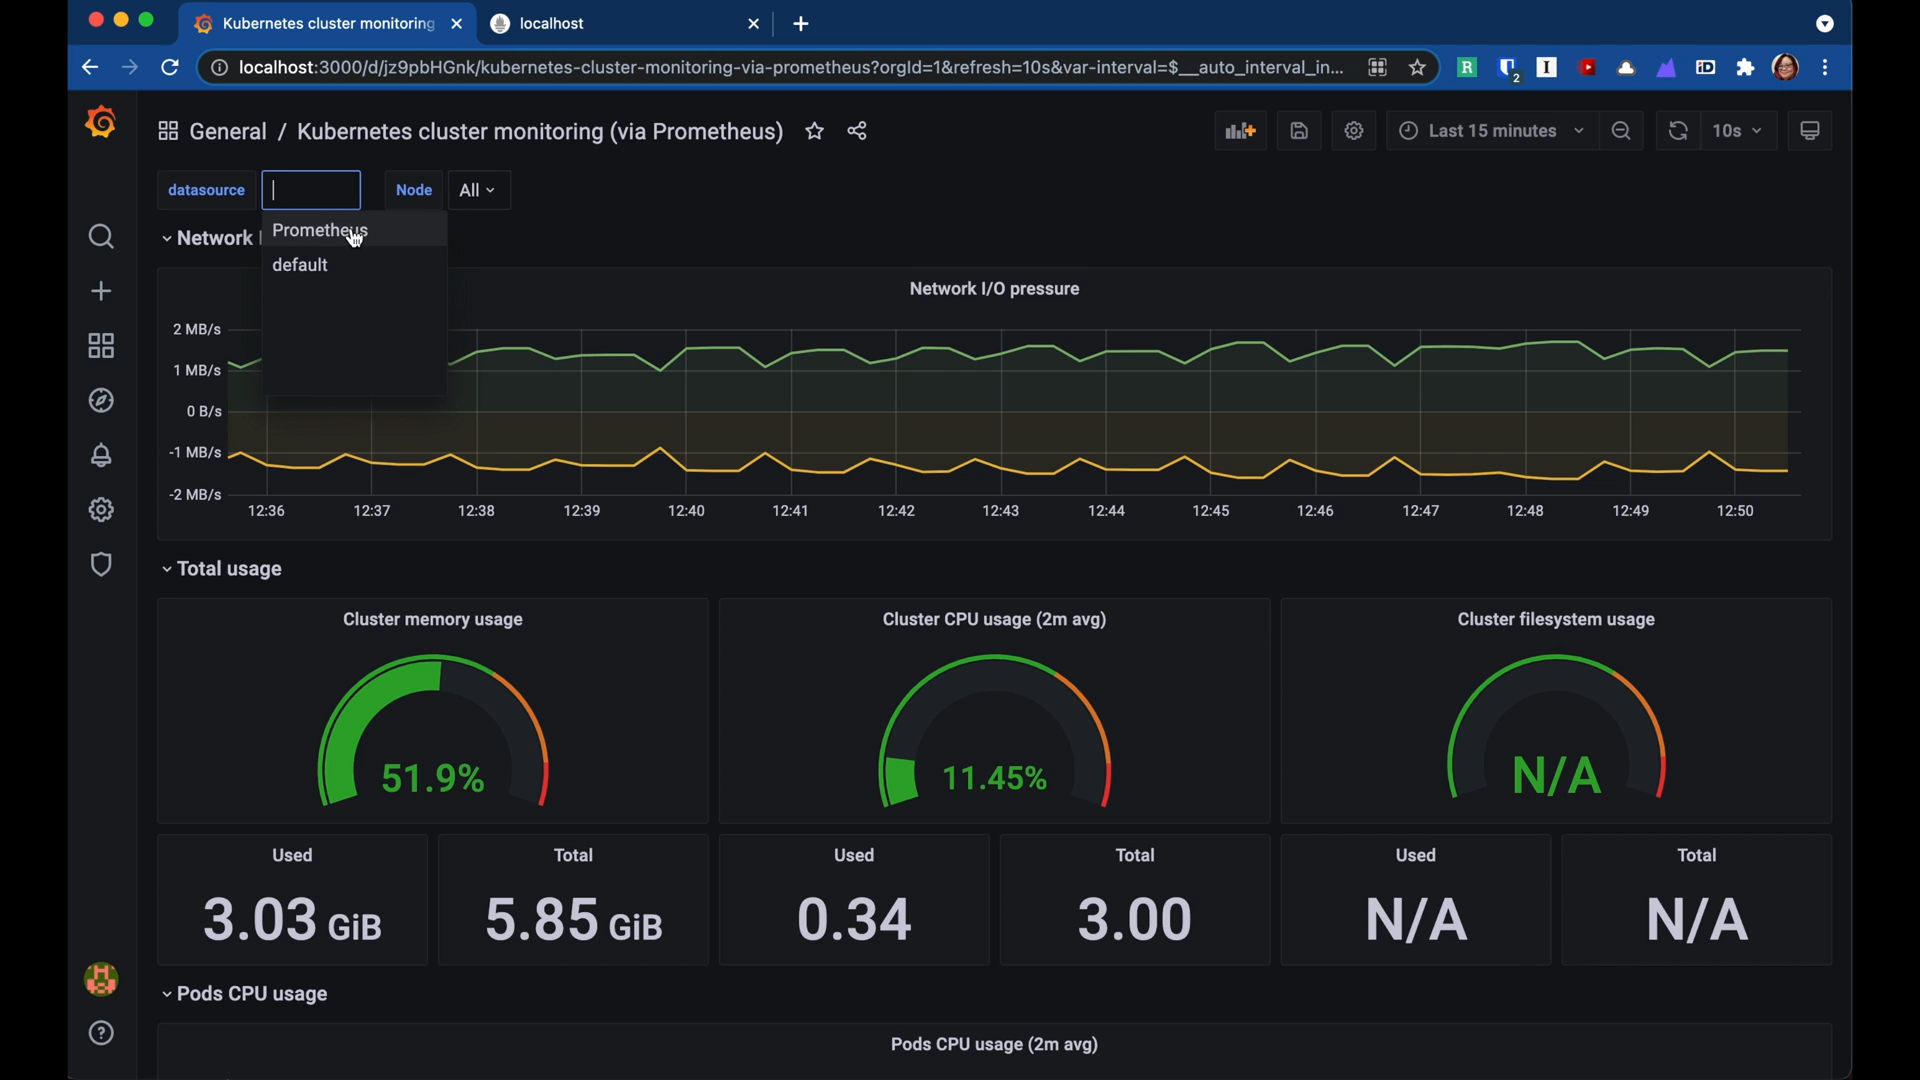 Kubernetes cluster monitoring
localhost
localhost:3000/d/jz9pbHGnk/kubernetes-cluster-monitoring-via-prometheus?orgId=1&refresh=10s&var-interval=$__auto_interval_in...
R
2
I
iD
General / Kubernetes cluster monitoring (via Prometheus)
Last 15 minutes
10s
datasource
Node
All
Prometheus
default
Network
Network I/O pressure
2 MB/s
1 MB/s
0 B/s
-1 MB/s
-2 MB/s
12:36 12:37 12:38 12:39 12:40 12:41 12:42 12:43 12:44 12:45 12:46 12:47 12:48 12:49 12:50
Total usage
Cluster memory usage
51.9%
Cluster CPU usage (2m avg)
11.45%
Cluster filesystem usage
N/A
Used
3.03 GiB
Total
5.85 GiB
Used
0.34
Total
3.00
Used
N/A
Total
N/A
Pods CPU usage
Pods CPU usage (2m avg)